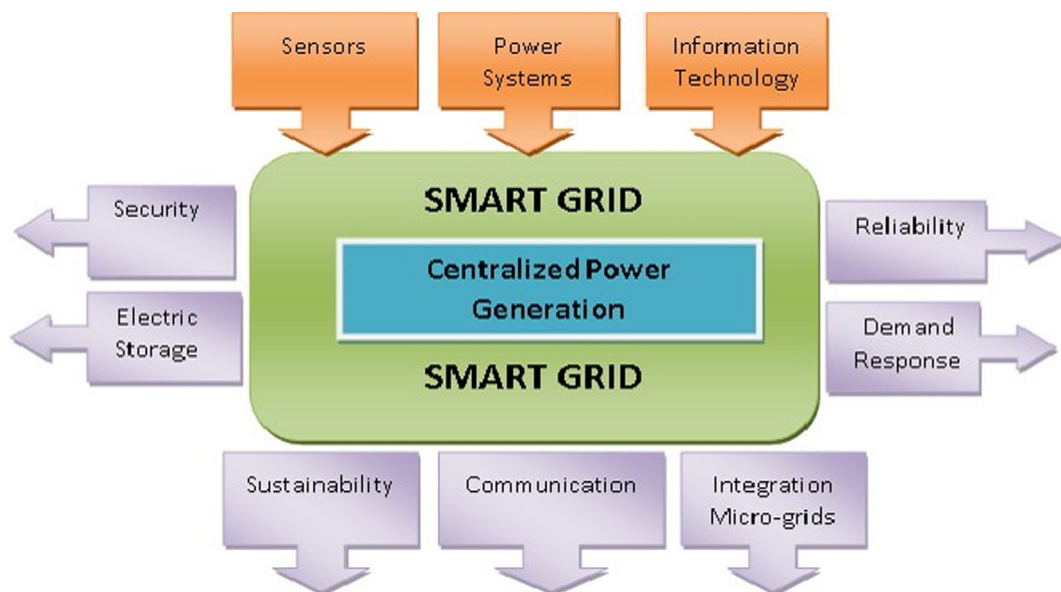 Sensors
Power
Systems
Information
Technology
SMART GRID
Security
Reliability
Centralized Power
Generation
Electric
Storage
Demand
Response
SMART GRID
Sustainability
Communication
Integration
Micro-grids